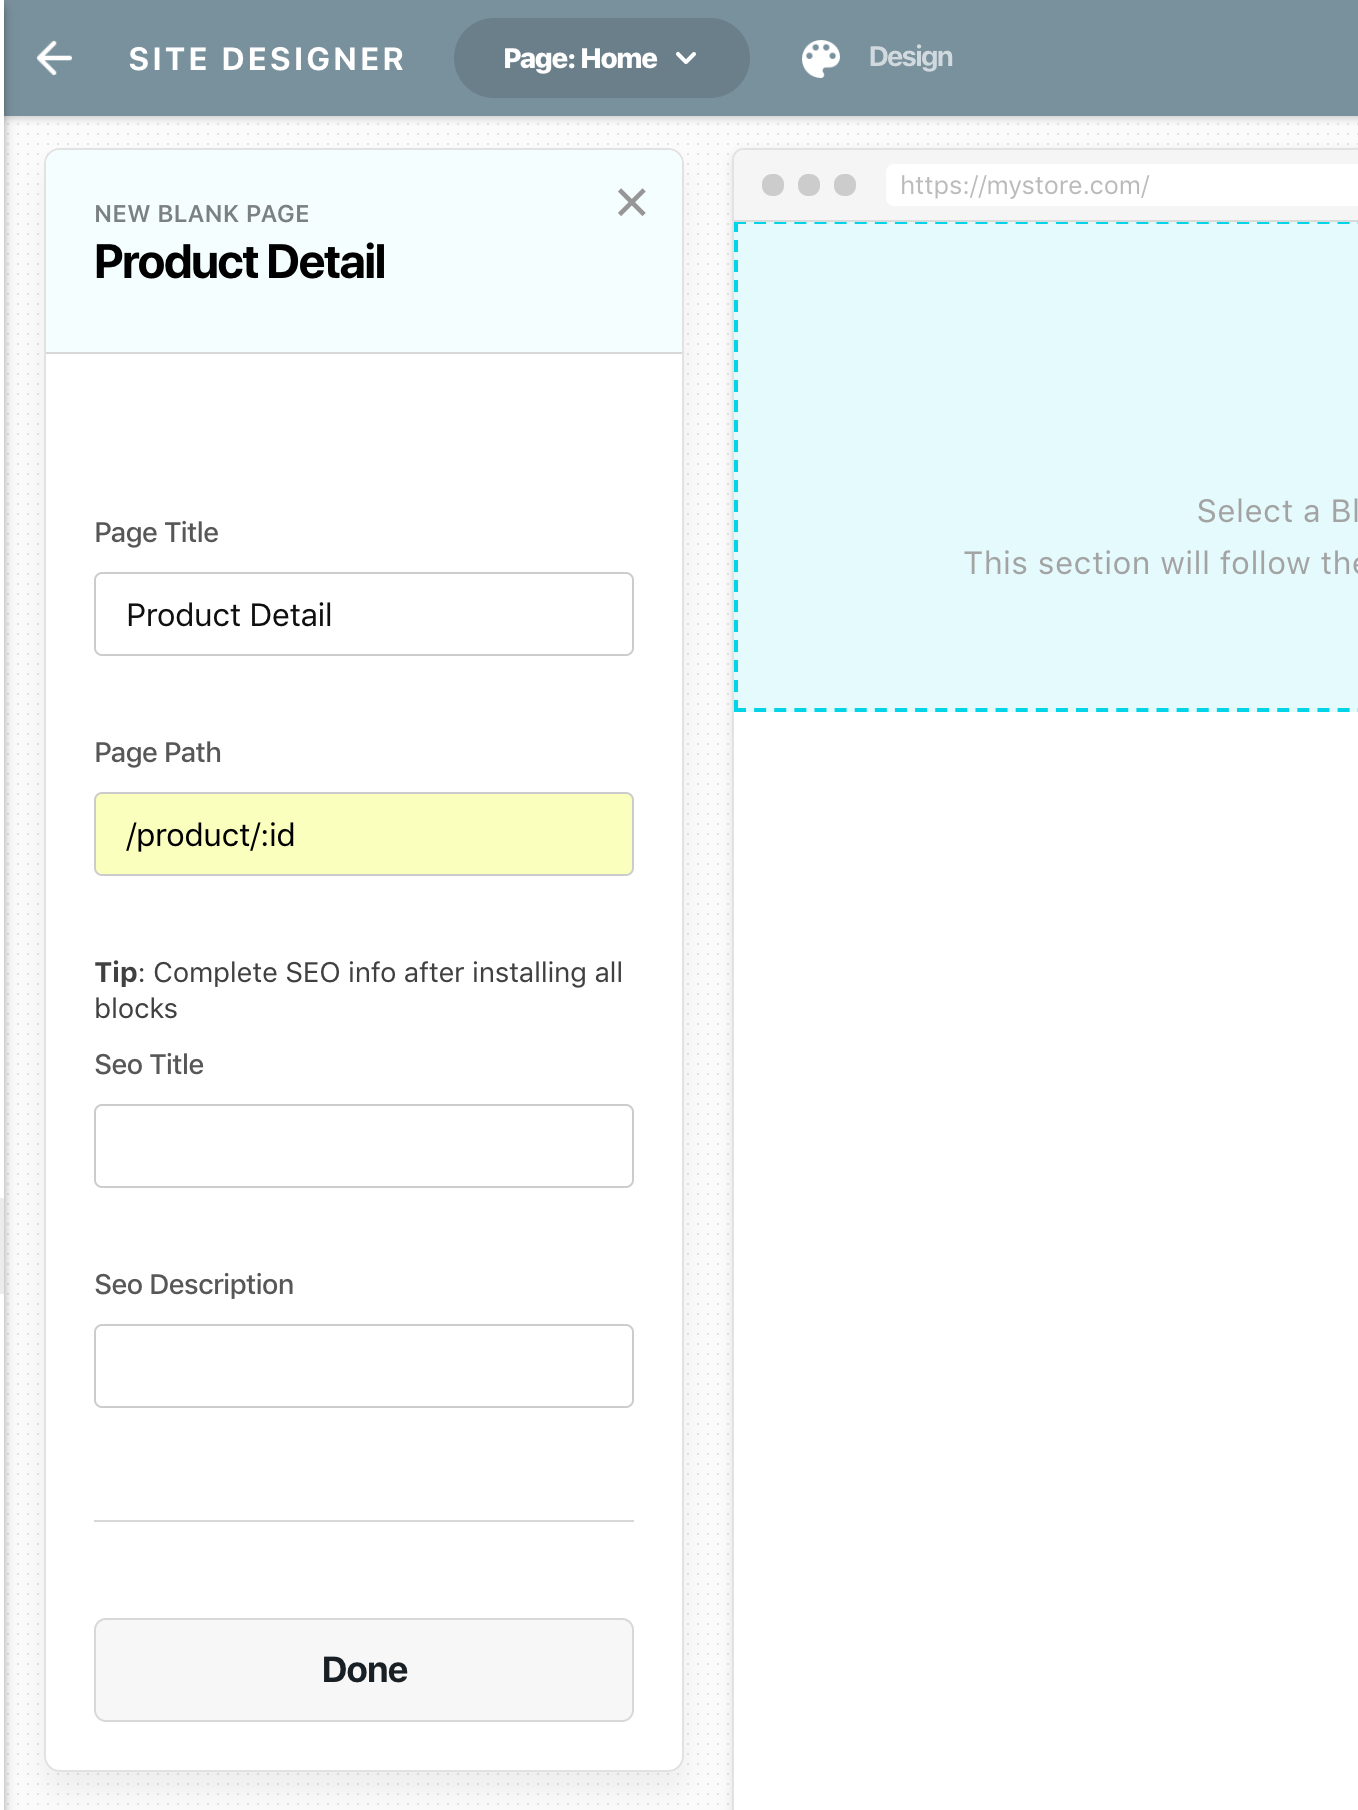 SITE DESIGNER
Page: Home
Design
NEW BLANK PAGE
Product Detail
https://mystore.com/
Select a Bl
This section will follow the
Page Title
Product Detail
Page Path
/product/:id
Tip: Complete SEO info after installing all
blocks
Seo Title
Seo Description
Done